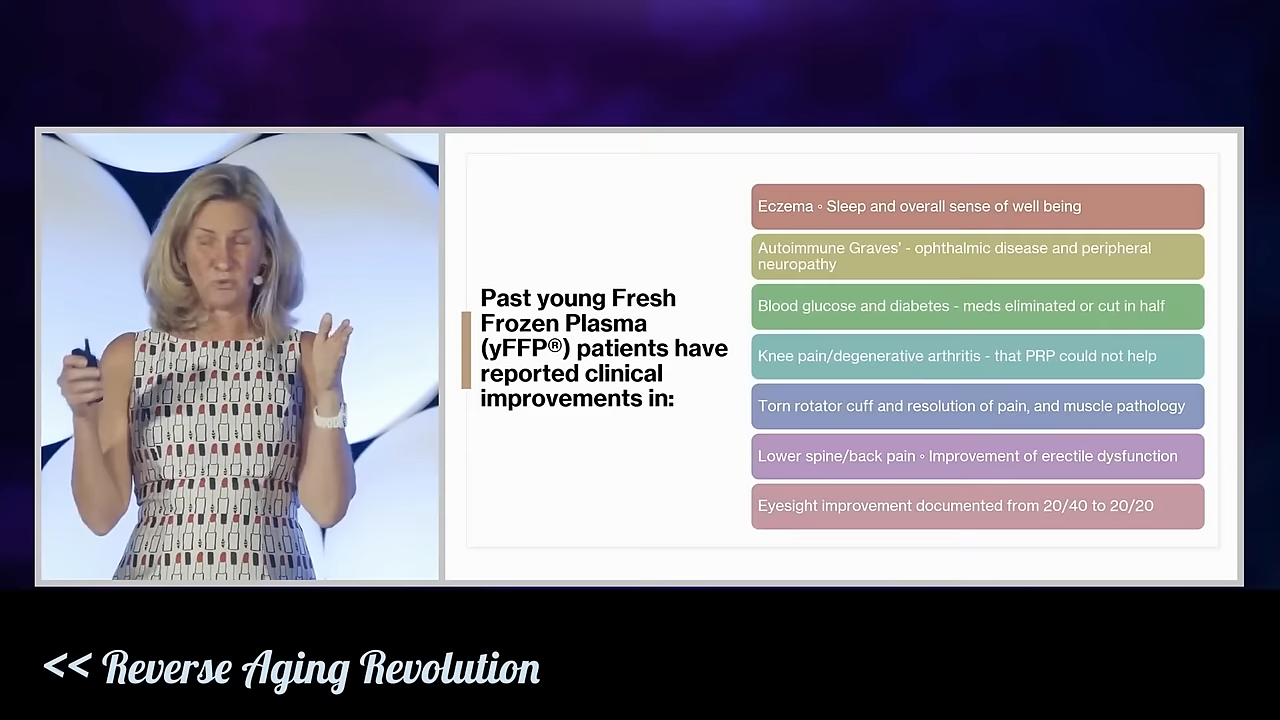 Past young Fresh
Frozen Plasma
(yFFP®) patients have
reported clinical
improvements in:
Eczema ◦ Sleep and overall sense of well being
Autoimmune Graves' - ophthalmic disease and peripheral
neuropathy
Blood glucose and diabetes - meds eliminated or cut in half
Knee pain/degenerative arthritis - that PRP could not help
Torn rotator cuff and resolution of pain, and muscle pathology
Lower spine/back pain ◦ Improvement of erectile dysfunction
Eyesight improvement documented from 20/40 to 20/20
<< Reverse Aging Revolution